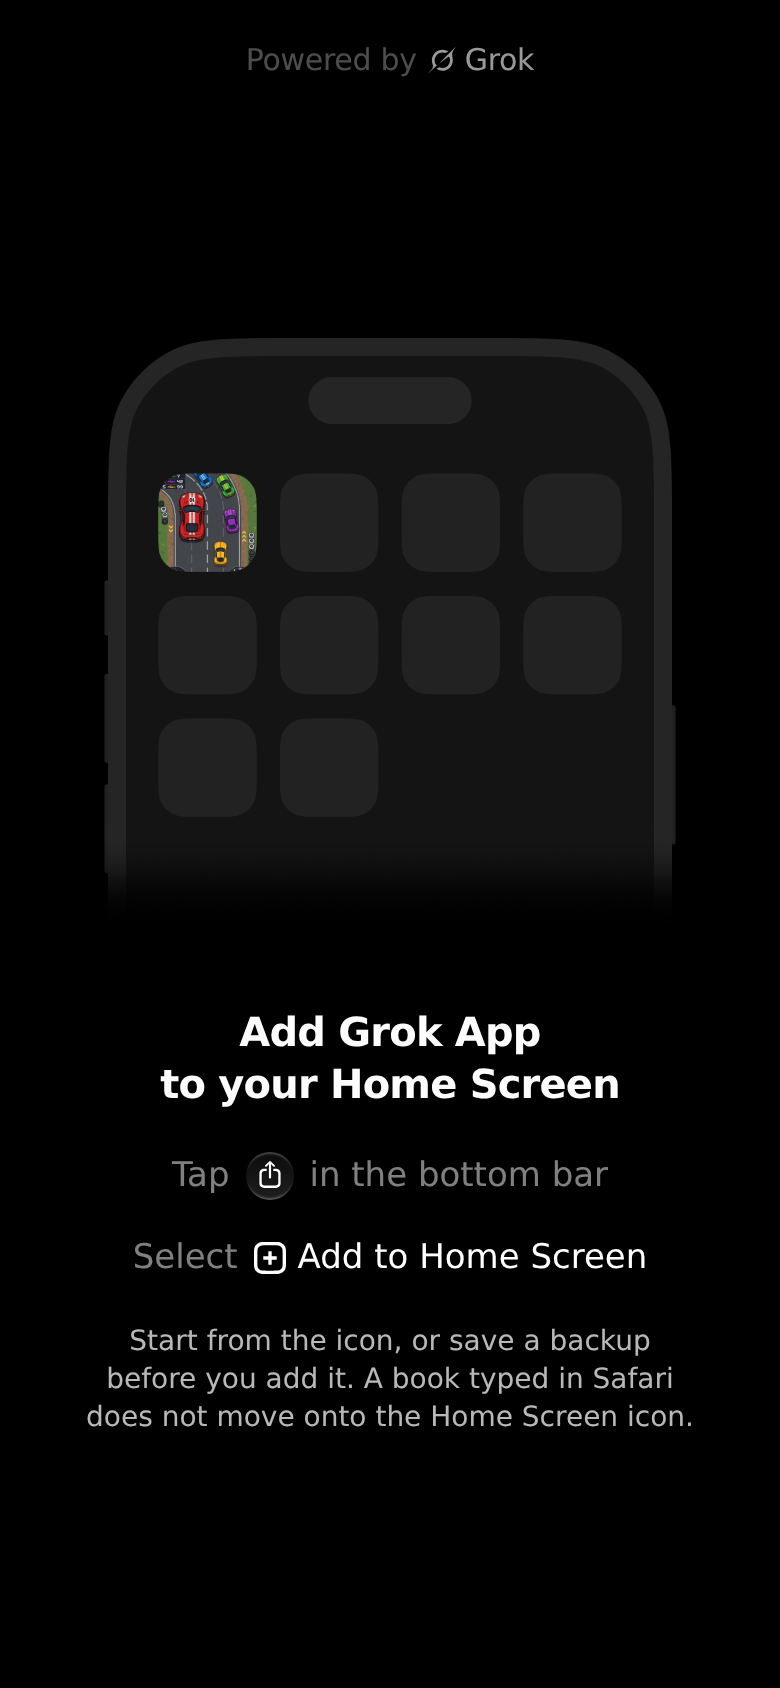 Powered by Grok
Add Grok App
to your Home Screen
Tap in the bottom bar
Select Add to Home Screen
Start from the icon, or save a backup
before you add it. A book typed in Safari
does not move onto the Home Screen icon.